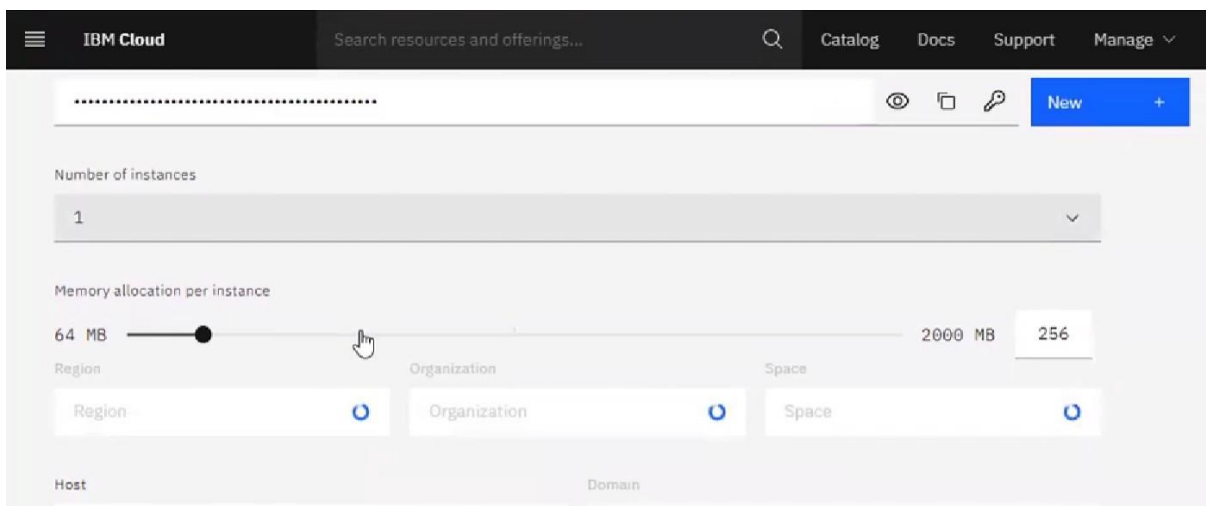 IBM Cloud Search resources and offerings... Catalog Docs Support Manage
New +
Number of instances
1
Memory allocation per instance
64 MB 2000 MB 256
Region Organization Space
Region Organization Space
Host Domain